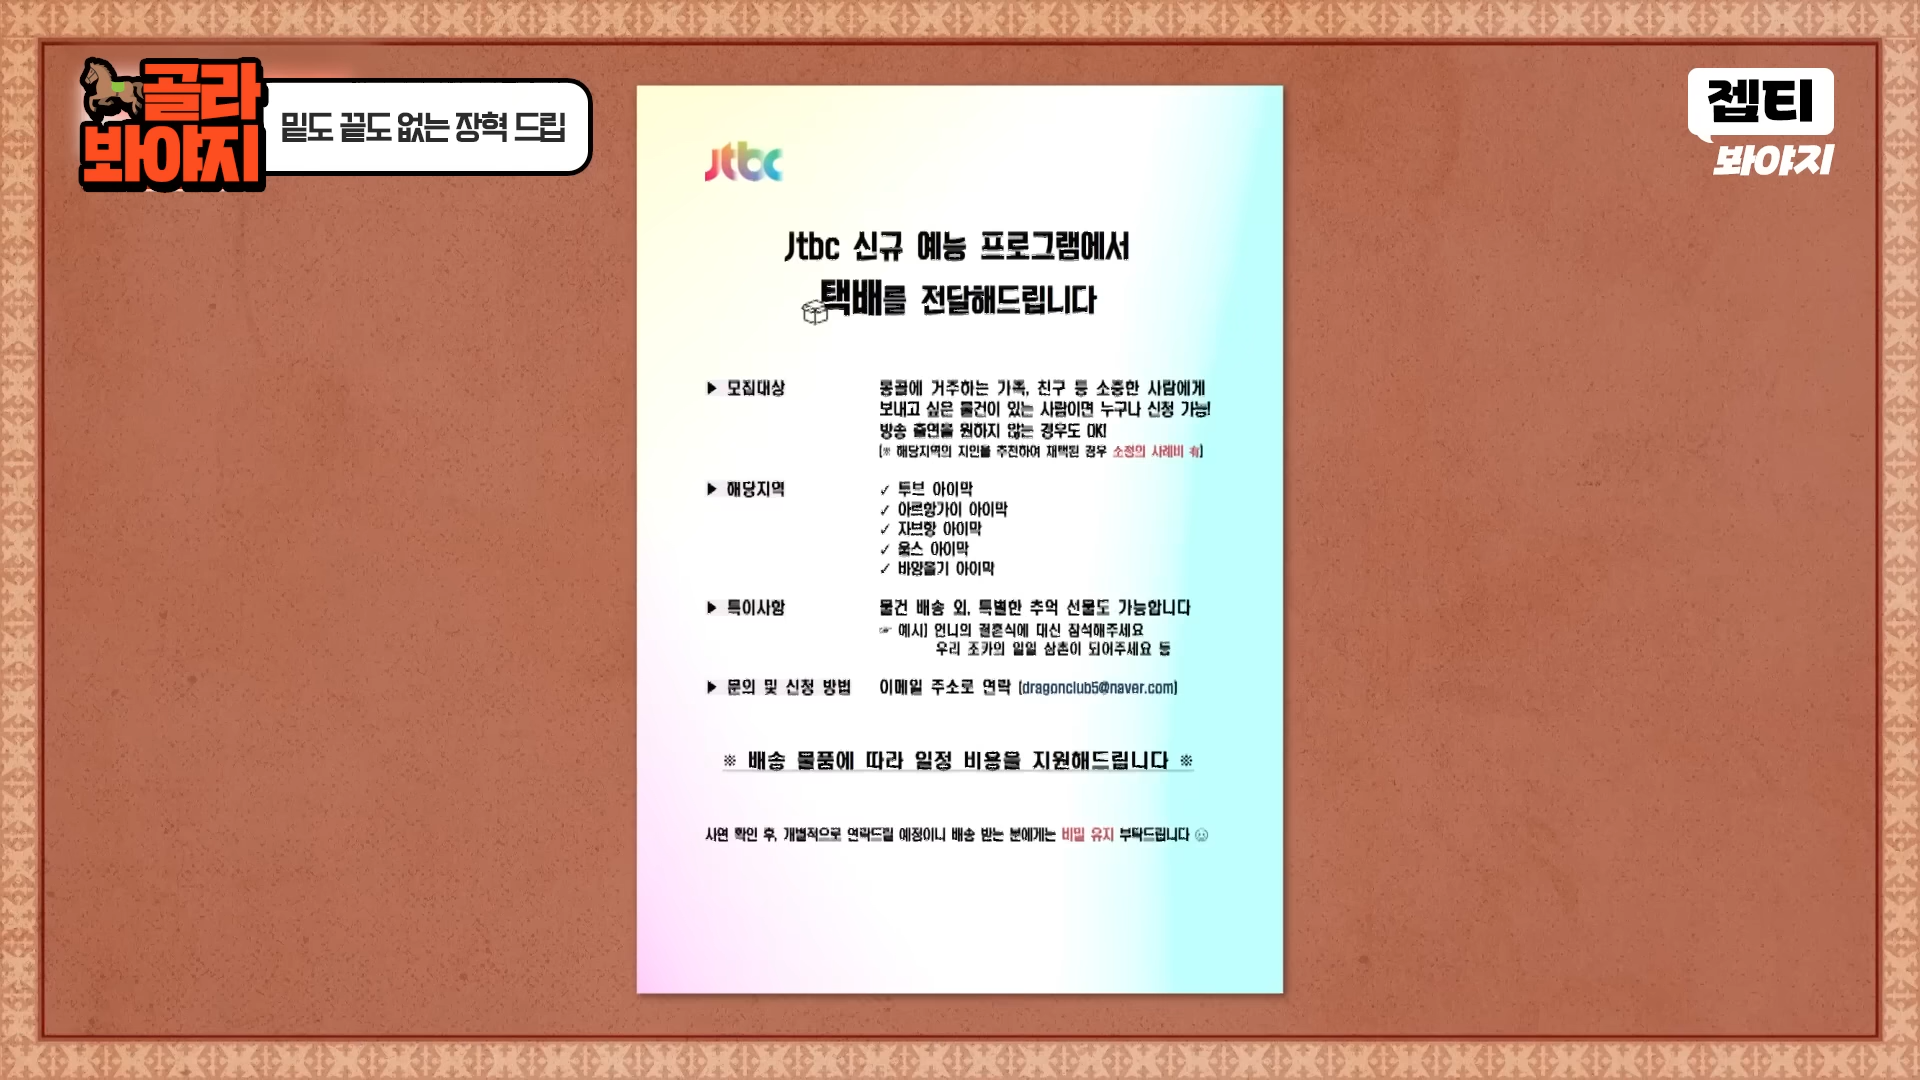 골라
봐야지
밑도 끝도 없는 장혁 드립
젭티
봐야지
jtbc
Jtbc 신규 예능 프로그램에서
택배를 전달해드립니다
▶ 모집대상
몽골에 거주하는 가족, 친구 등 소중한 사람에게
보내고 싶은 물건이 있는 사람이면 누구나 신청 가능!
방송 출연을 원하지 않는 경우도 OK!
(※ 해당지역의 지인을 추천하여 채택된 경우 소정의 사례비 有)
▶ 해당지역
✓ 투브 아이막
✓ 아르항가이 아이막
✓ 자브항 아이막
✓ 웁스 아이막
✓ 바양울기 아이막
▶ 특이사항
물건 배송 외, 특별한 추억 선물도 가능합니다
☞ 예시) 언니의 결혼식에 대신 참석해주세요
우리 조카의 일일 삼촌이 되어주세요 등
▶ 문의 및 신청 방법
이메일 주소로 연락 (dragonclub5@naver.com)
※ 배송 물품에 따라 일정 비용을 지원해드립니다 ※
사연 확인 후, 개별적으로 연락드릴 예정이니 배송 받는 분에게는 비밀 유지 부탁드립니다 ☺